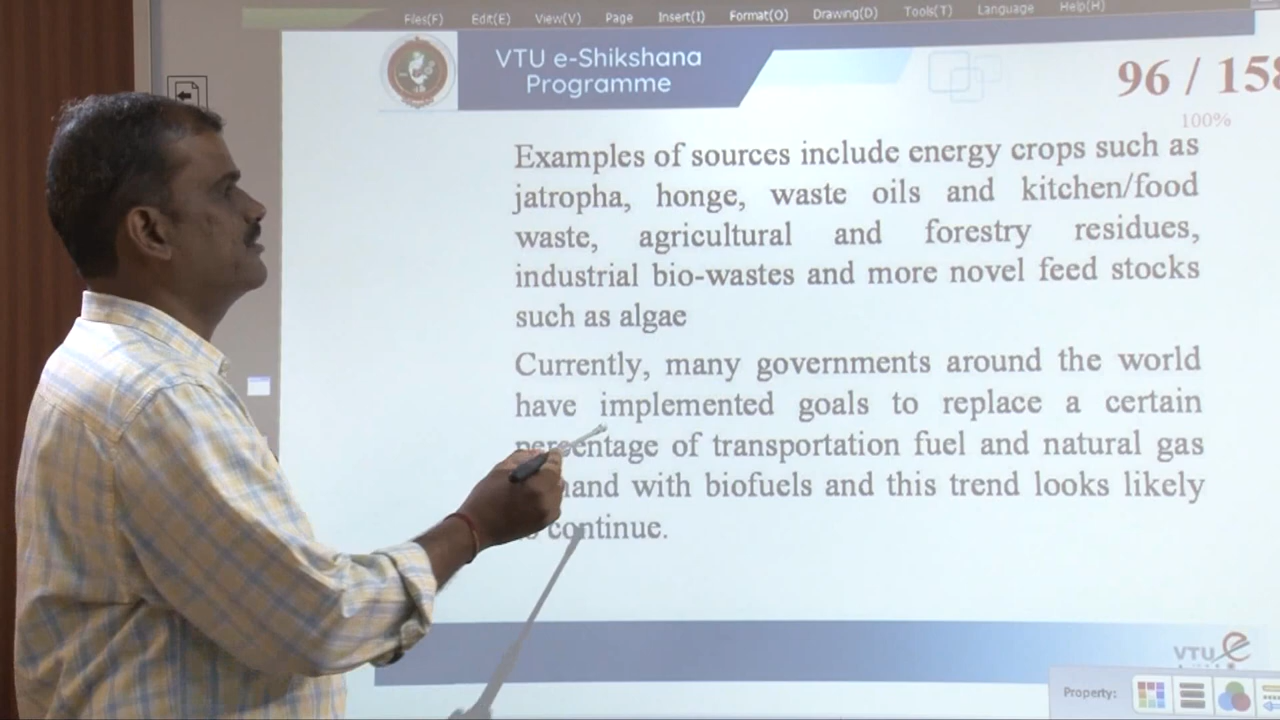 Files(F) Edit(E) View(V) Page Insert(I) Format(O) Drawing(D) Tools(T) Language Help(H)
VTU e-Shikshana
Programme
96 / 158
100%
Examples of sources include energy crops such as
jatropha, honge, waste oils and kitchen/food
waste, agricultural and forestry residues,
industrial bio-wastes and more novel feed stocks
such as algae
Currently, many governments around the world
have implemented goals to replace a certain
percentage of transportation fuel and natural gas
with biofuels and this trend looks likely
continue.
VTU e
Property: